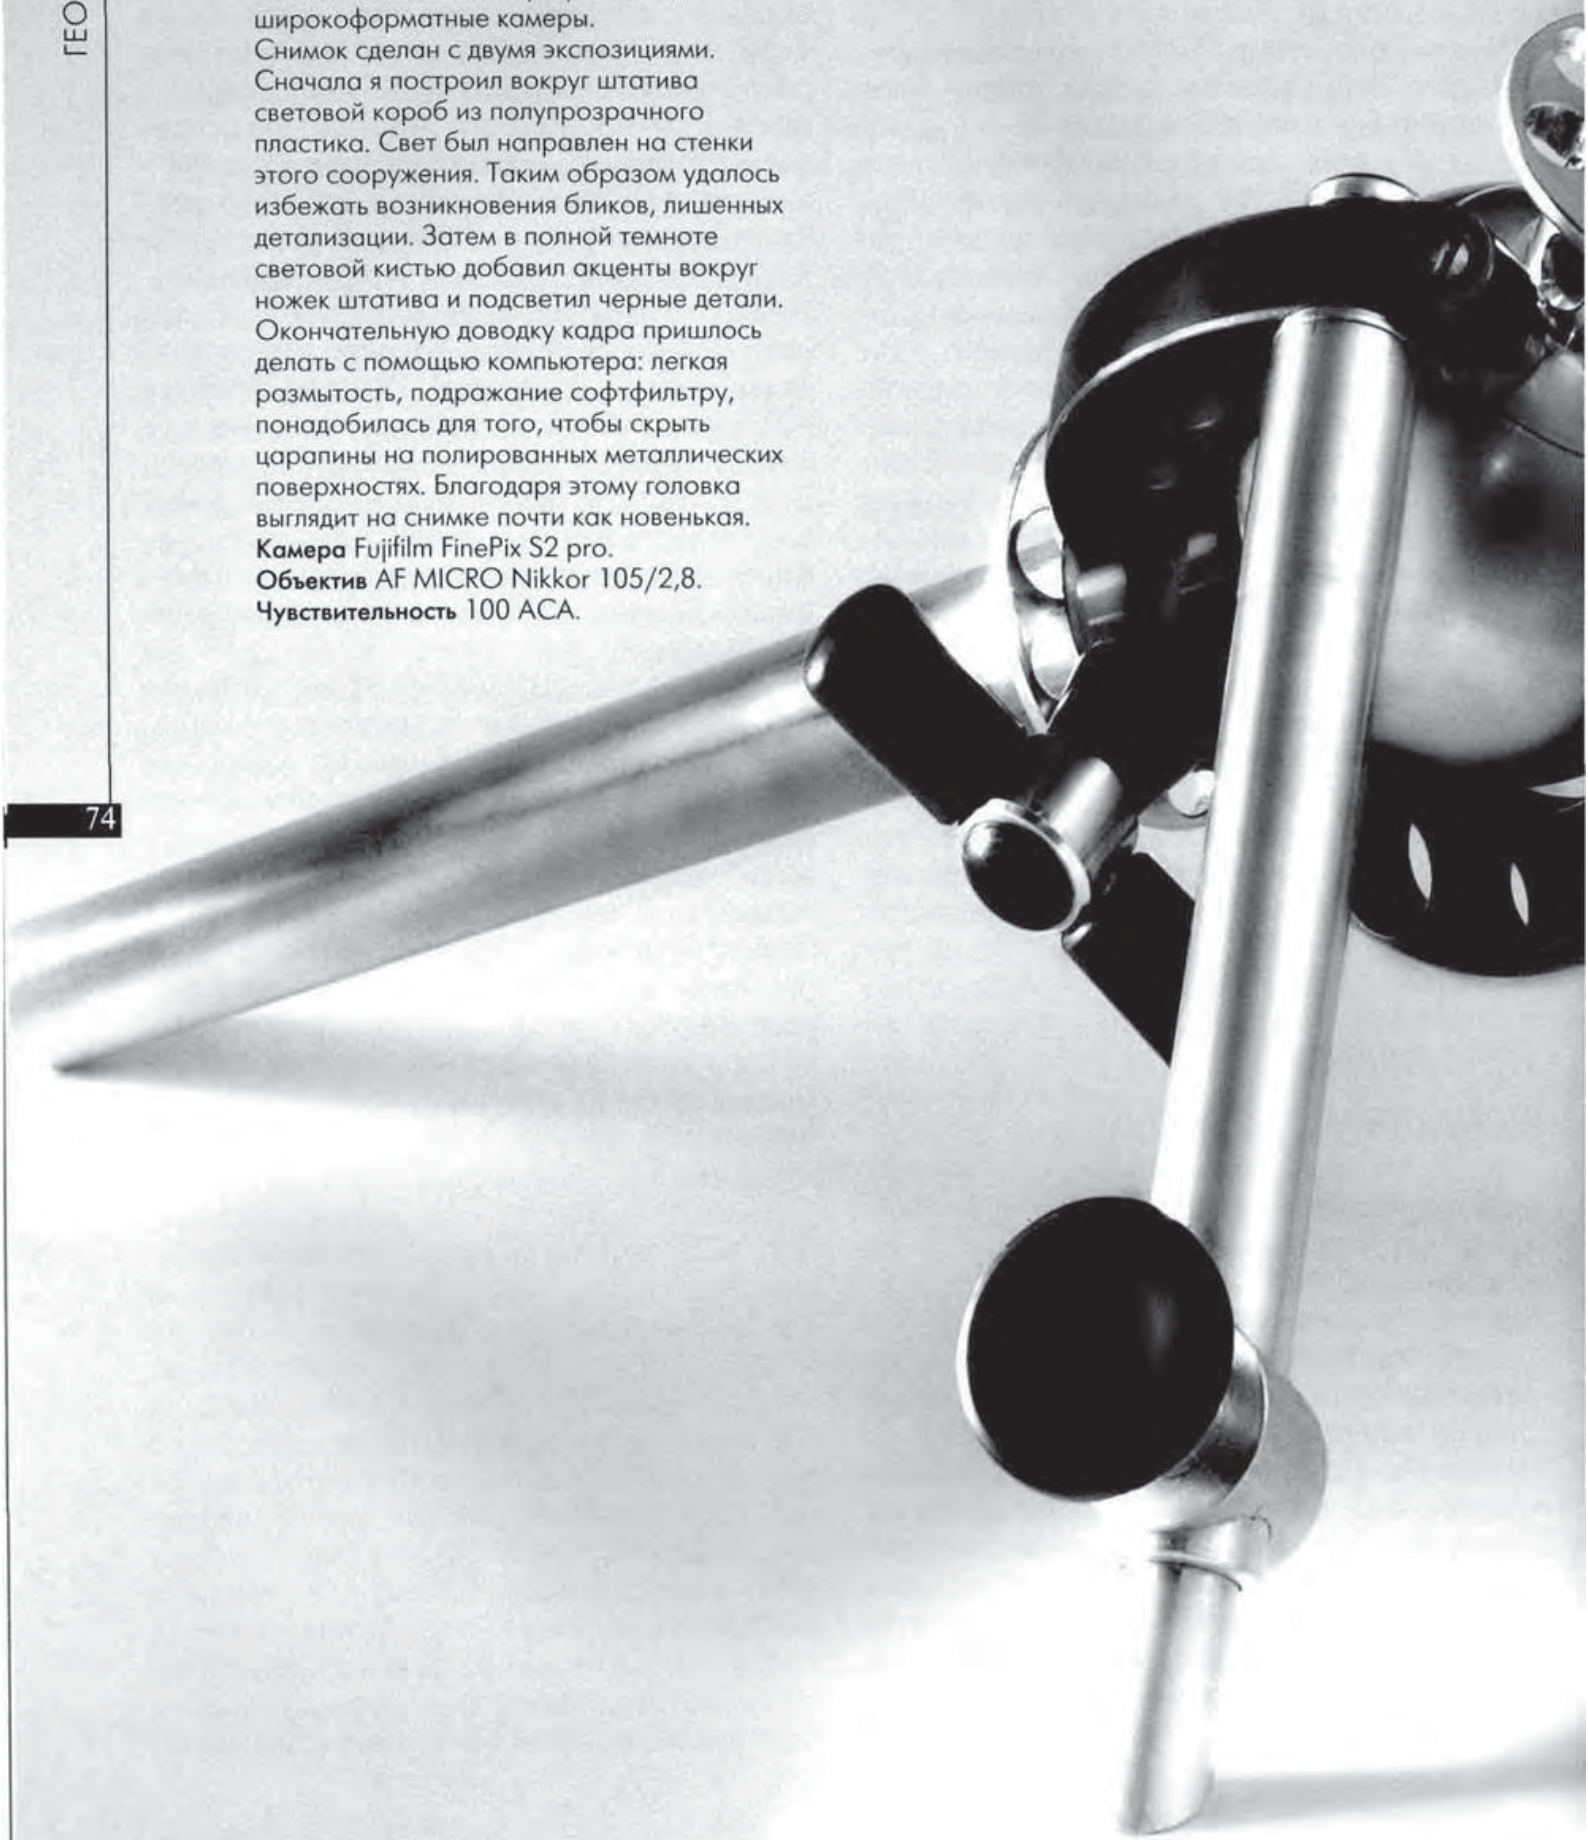 ГЕО
широкоформатные камеры.
Снимок сделан с двумя экспозициями.
Сначала я построил вокруг штатива
световой короб из полупрозрачного
пластика. Свет был направлен на стенки
этого сооружения. Таким образом удалось
избежать возникновения бликов, лишенных
детализации. Затем в полной темноте
световой кистью добавил акценты вокруг
ножек штатива и подсветил черные детали.
Окончательную доводку кадра пришлось
делать с помощью компьютера: легкая
размытость, подражание софтфильтру,
понадобилась для того, чтобы скрыть
царапины на полированных металлических
поверхностях. Благодаря этому головка
выглядит на снимке почти как новенькая.
Камера Fujifilm FinePix S2 pro.
Объектив AF MICRO Nikkor 105/2,8.
Чувствительность 100 АСА.
74